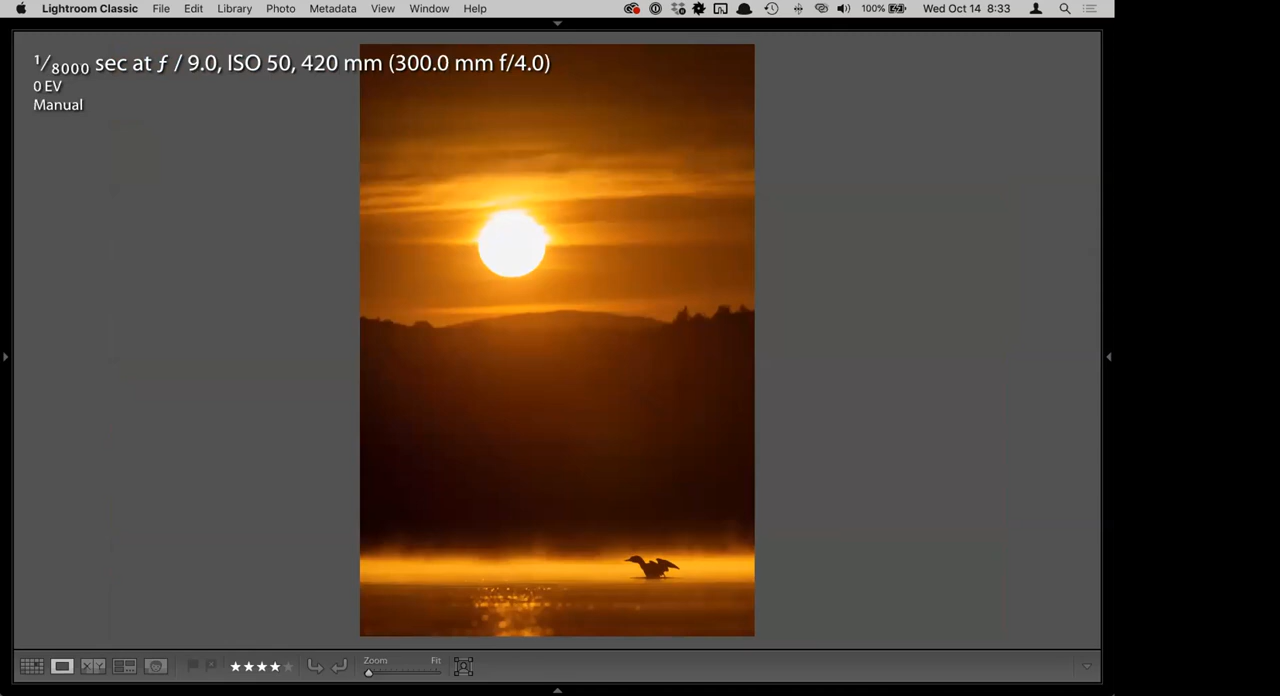 Lightroom Classic File Edit Library Photo Metadata View Window Help 100% Wed Oct 14 8:33
1/8000 sec at ƒ / 9.0, ISO 50, 420 mm (300.0 mm f/4.0)
0 EV
Manual
Zoom Fit